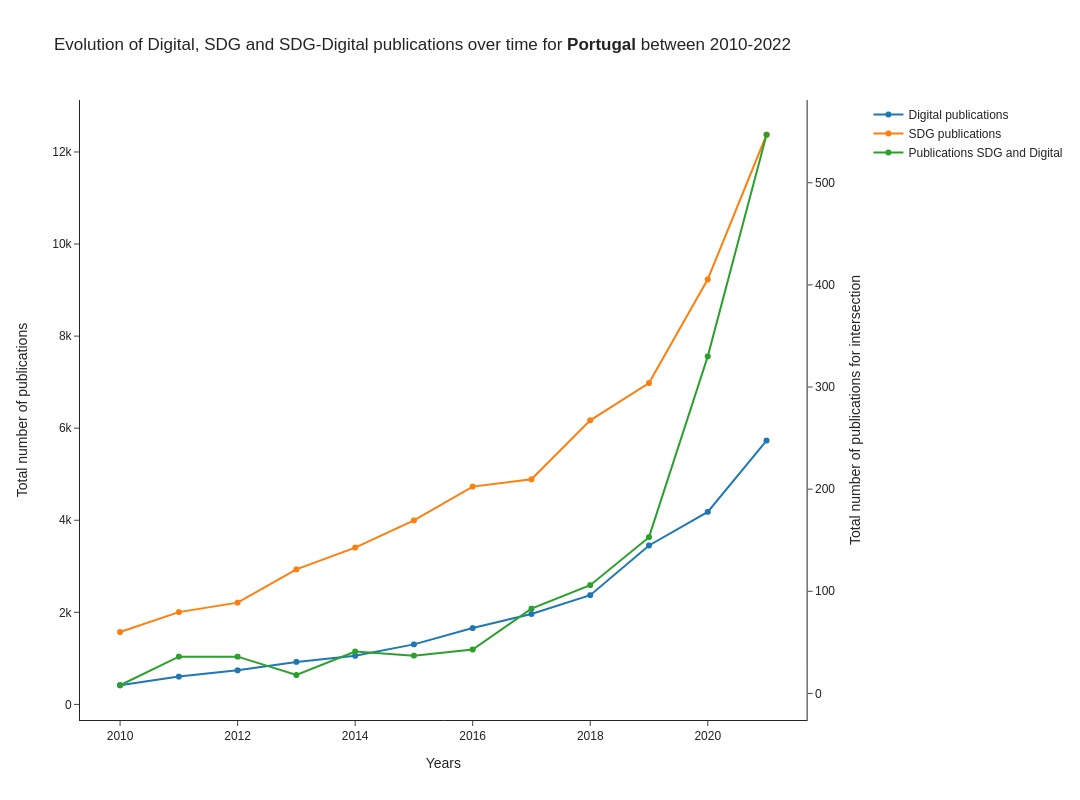 Evolution of Digital, SDG and SDG-Digital publications over time for Portugal between 2010-2022
Digital publications
SDG publications
Publications SDG and Digital
Total number of publications
12k
10k
8k
6k
4k
2k
0
500
400
300
200
100
0
Total number of publications for intersection
2010
2012
2014
2016
2018
2020
Years